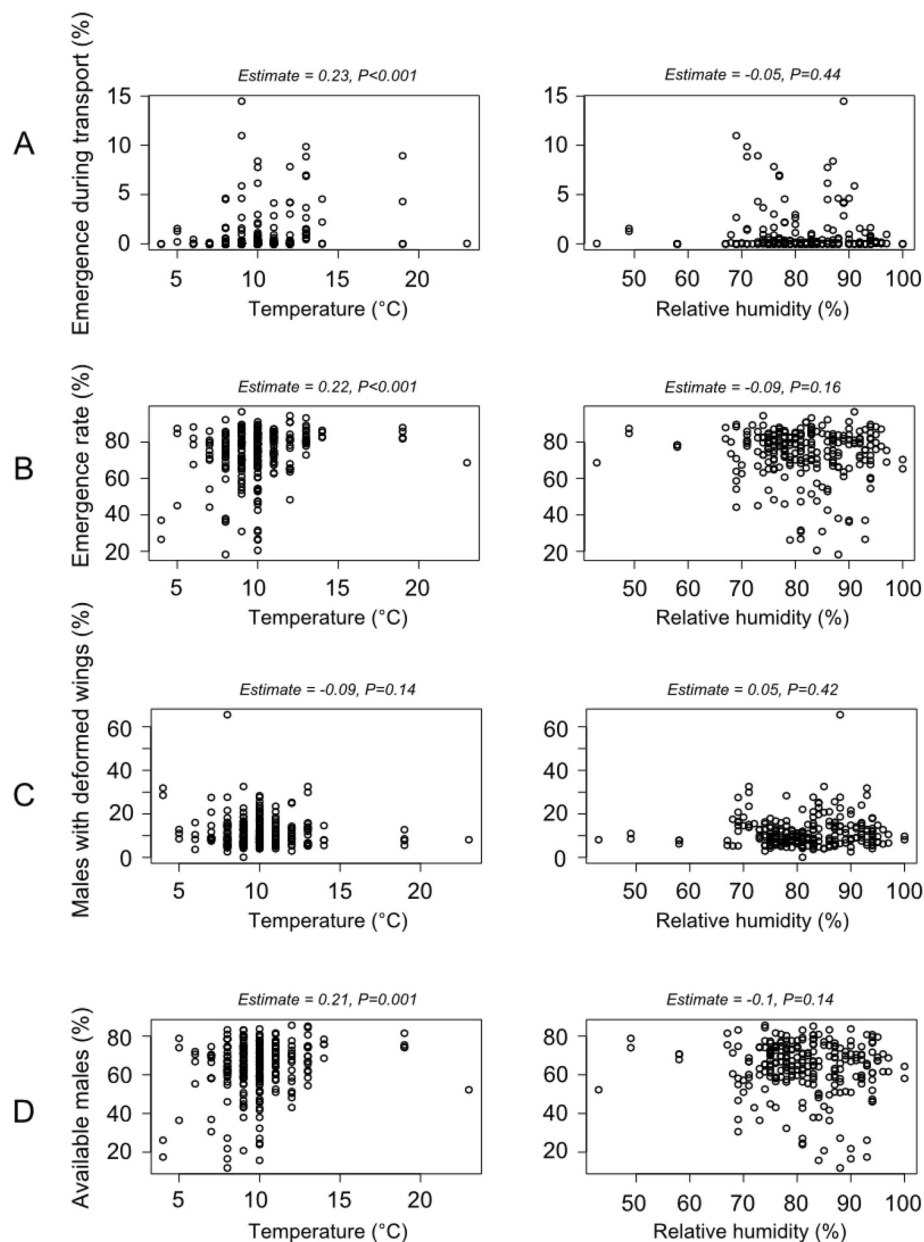 A
Emergence during transport (%)
Estimate = 0.23, P<0.001
15
10
5
0
5 10 15 20
Temperature (°C)
Estimate = -0.05, P=0.44
15
10
5
0
50 60 70 80 90 100
Relative humidity (%)
B
Emergence rate (%)
Estimate = 0.22, P<0.001
80
60
40
20
5 10 15 20
Temperature (°C)
Estimate = -0.09, P=0.16
80
60
40
20
50 60 70 80 90 100
Relative humidity (%)
C
Males with deformed wings (%)
Estimate = -0.09, P=0.14
60
40
20
0
5 10 15 20
Temperature (°C)
Estimate = 0.05, P=0.42
60
40
20
0
50 60 70 80 90 100
Relative humidity (%)
D
Available males (%)
Estimate = 0.21, P=0.001
80
60
40
20
5 10 15 20
Temperature (°C)
Estimate = -0.1, P=0.14
80
60
40
20
50 60 70 80 90 100
Relative humidity (%)